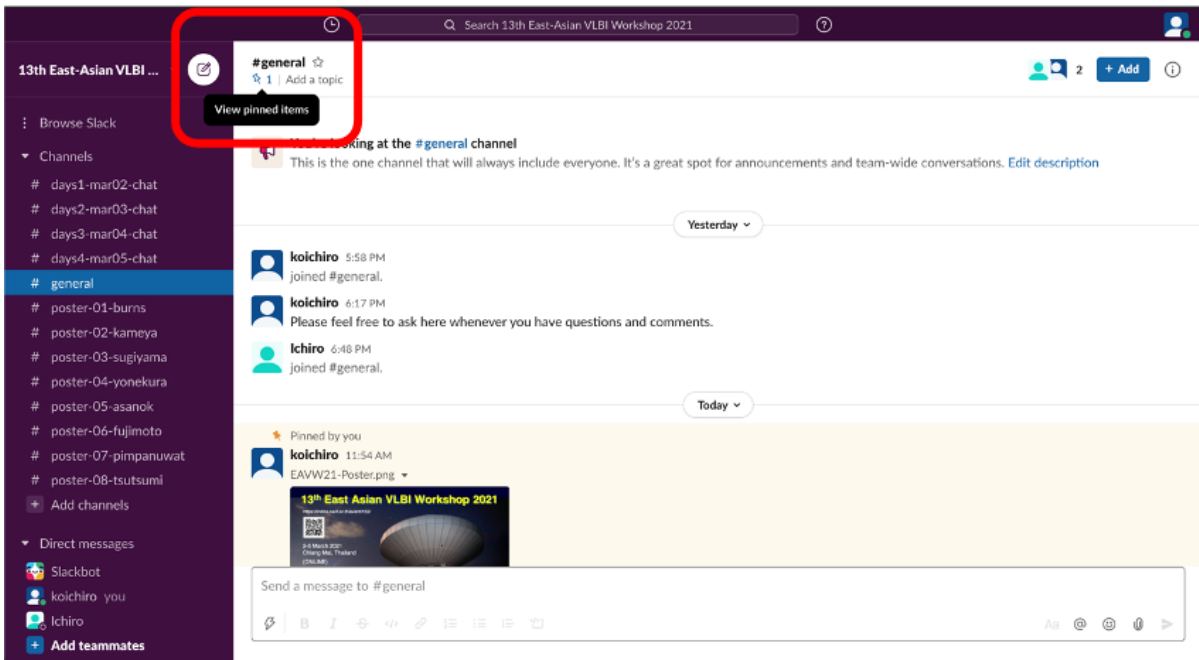 Search 13th East-Asian VLBI Workshop 2021
13th East-Asian VLBI ...
Browse Slack
Channels
# days1-mar02-chat
# days2-mar03-chat
# days3-mar04-chat
# days4-mar05-chat
# general
# poster-01-burns
# poster-02-kameya
# poster-03-sugiyama
# poster-04-yonekura
# poster-05-asanok
# poster-06-fujimoto
# poster-07-pimpanuwat
# poster-08-tsutsumi
+ Add channels
Direct messages
Slackbot
koichiro you
Ichiro
+ Add teammates
#general
1 | Add a topic
View pinned items
2
+ Add
looking at the #general channel
This is the one channel that will always include everyone. It's a great spot for announcements and team-wide conversations. Edit description
Yesterday
koichiro 5:58 PM
joined #general.
koichiro 6:17 PM
Please feel free to ask here whenever you have questions and comments.
Ichiro 6:48 PM
joined #general.
Today
Pinned by you
koichiro 11:54 AM
EAVW21-Poster.png
13th East Asian VLBI Workshop 2021
Chiang Mai, Thailand
(ONLINE)
Send a message to #general
B I
Aa @